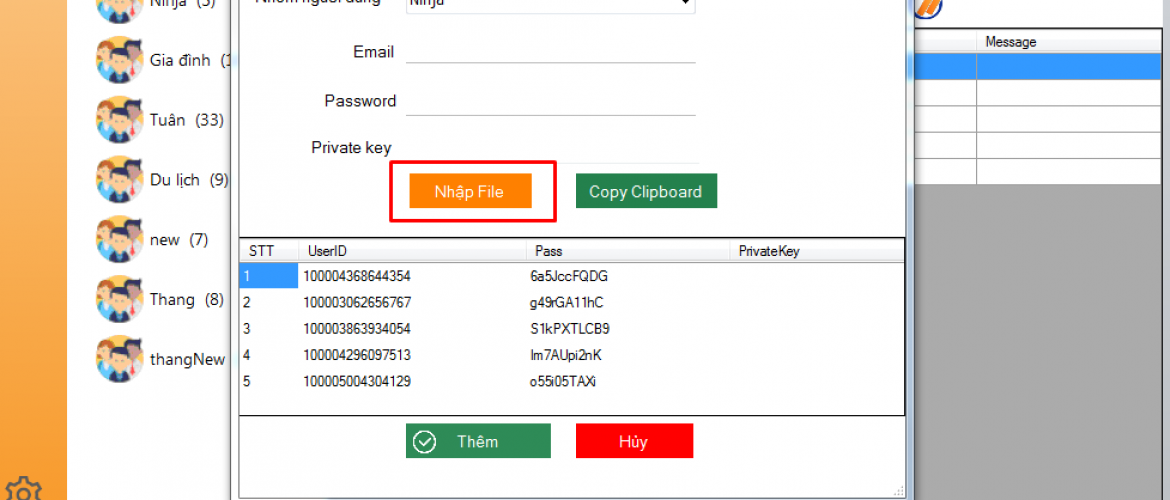 Ninja (5)
Nhóm người dùng
Ninja
Gia đình (1
Tuân (33)
Du lịch (9)
new (7)
Thang (8)
thangNew
Email
Password
Private key
Nhập File
Copy Clipboard
STT UserID Pass PrivateKey
1 100004368644354 6a5JccFQDG
2 100003062656767 g49rGA11hC
3 100003863934054 S1kPXTLCB9
4 100004296097513 Im7AUpi2nK
5 100005004304129 o55i05TAXi
Thêm
Hủy
Message